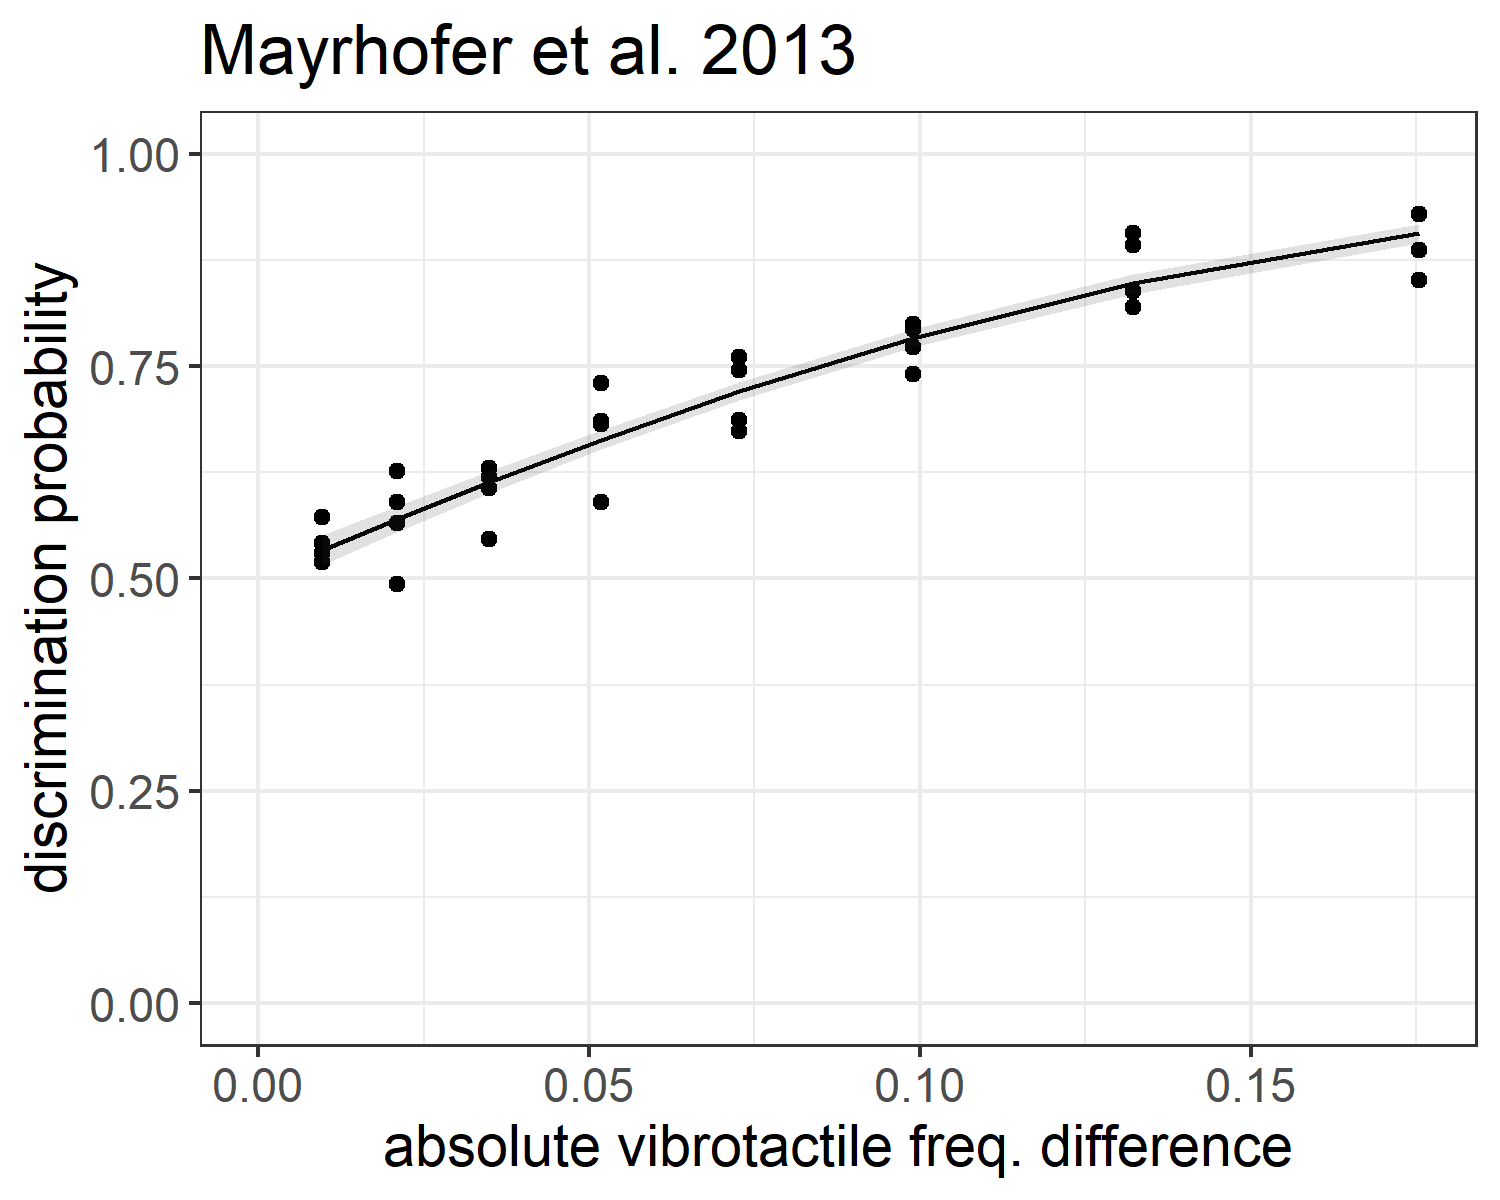 Mayrhofer et al. 2013
1.00
0.75
0.50
0.25
0.00
discrimination probability
0.00 0.05 0.10 0.15
absolute vibrotactile freq. difference